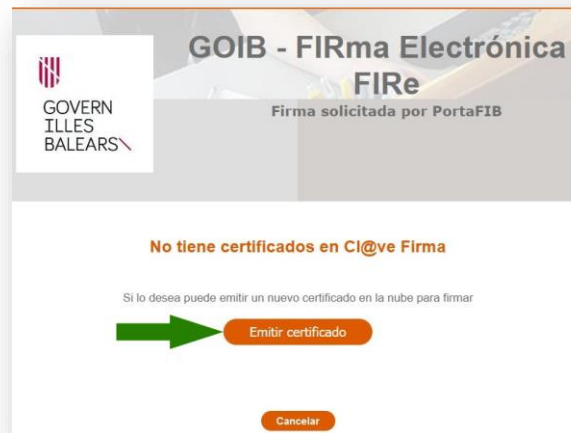 GOVERN
ILLES
BALEARS
GOIB - FIRma Electrónica
FIRe
Firma solicitada por PortaFIB
No tiene certificados en Cl@ve Firma
Si lo desea puede emitir un nuevo certificado en la nube para firmar
Emitir certificado
Cancelar